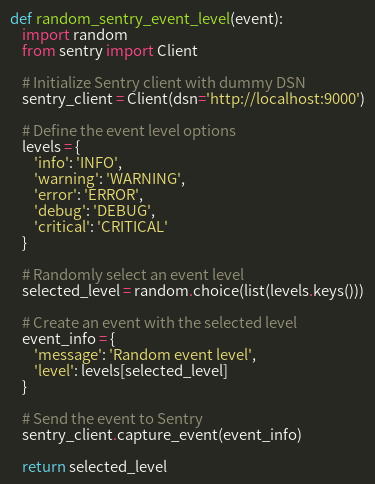 def random_sentry_event_level(event):
    import random
    from sentry import Client

    # Initialize Sentry client with dummy DSN
    sentry_client = Client(dsn='http://localhost:9000')

    # Define the event level options
    levels = {
        'info': 'INFO',
        'warning': 'WARNING',
        'error': 'ERROR',
        'debug': 'DEBUG',
        'critical': 'CRITICAL'
    }

    # Randomly select an event level
    selected_level = random.choice(list(levels.keys()))

    # Create an event with the selected level
    event_info = {
        'message': 'Random event level',
        'level': levels[selected_level]
    }

    # Send the event to Sentry
    sentry_client.capture_event(event_info)

    return selected_level